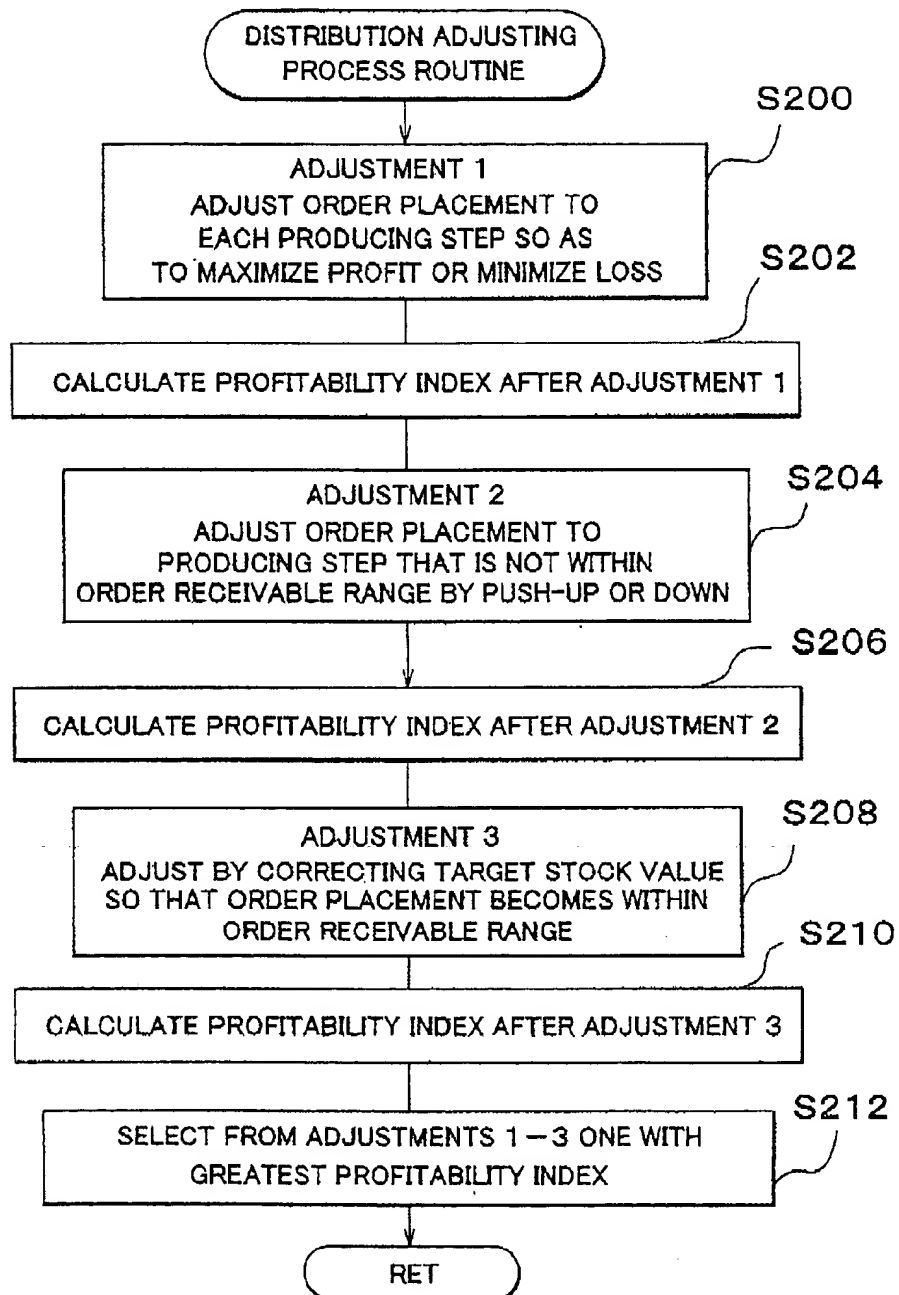 DISTRIBUTION ADJUSTING
PROCESS ROUTINE
S200
ADJUSTMENT 1
ADJUST ORDER PLACEMENT TO
EACH PRODUCING STEP SO AS
TO MAXIMIZE PROFIT OR MINIMIZE LOSS
S202
CALCULATE PROFITABILITY INDEX AFTER ADJUSTMENT 1
S204
ADJUSTMENT 2
ADJUST ORDER PLACEMENT TO
PRODUCING STEP THAT IS NOT WITHIN
ORDER RECEIVABLE RANGE BY PUSH-UP OR DOWN
S206
CALCULATE PROFITABILITY INDEX AFTER ADJUSTMENT 2
S208
ADJUSTMENT 3
ADJUST BY CORRECTING TARGET STOCK VALUE
SO THAT ORDER PLACEMENT BECOMES WITHIN
ORDER RECEIVABLE RANGE
S210
CALCULATE PROFITABILITY INDEX AFTER ADJUSTMENT 3
S212
SELECT FROM ADJUSTMENTS 1-3 ONE WITH
GREATEST PROFITABILITY INDEX
RET